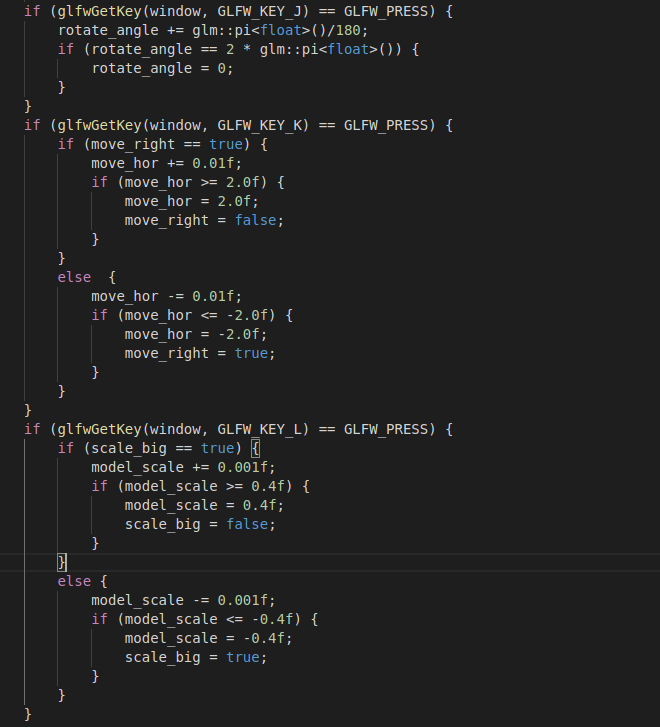 if (glfwGetKey(window, GLFW_KEY_J) == GLFW_PRESS) {
    rotate_angle += glm::pi<float>()/180;
    if (rotate_angle == 2 * glm::pi<float>()) {
        rotate_angle = 0;
    }
}
if (glfwGetKey(window, GLFW_KEY_K) == GLFW_PRESS) {
    if (move_right == true) {
        move_hor += 0.01f;
        if (move_hor >= 2.0f) {
            move_hor = 2.0f;
            move_right = false;
        }
    }
    else  {
        move_hor -= 0.01f;
        if (move_hor <= -2.0f) {
            move_hor = -2.0f;
            move_right = true;
        }
    }
}
if (glfwGetKey(window, GLFW_KEY_L) == GLFW_PRESS) {
    if (scale_big == true) {
        model_scale += 0.001f;
        if (model_scale >= 0.4f) {
            model_scale = 0.4f;
            scale_big = false;
        }
    }
    else {
        model_scale -= 0.001f;
        if (model_scale <= -0.4f) {
            model_scale = -0.4f;
            scale_big = true;
        }
    }
}